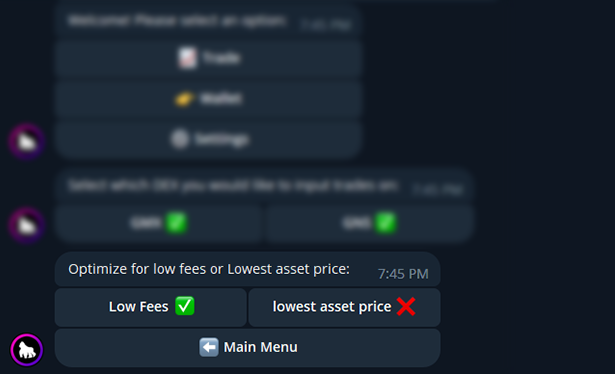 Welcome! Please select an option: 7:45 PM
Trade
Wallet
Settings
Select which DEX you would like to input trades on: 7:45 PM
GMX ✅ GNS ✅
Optimize for low fees or Lowest asset price: 7:45 PM
Low Fees ✅ lowest asset price ❌
Main Menu